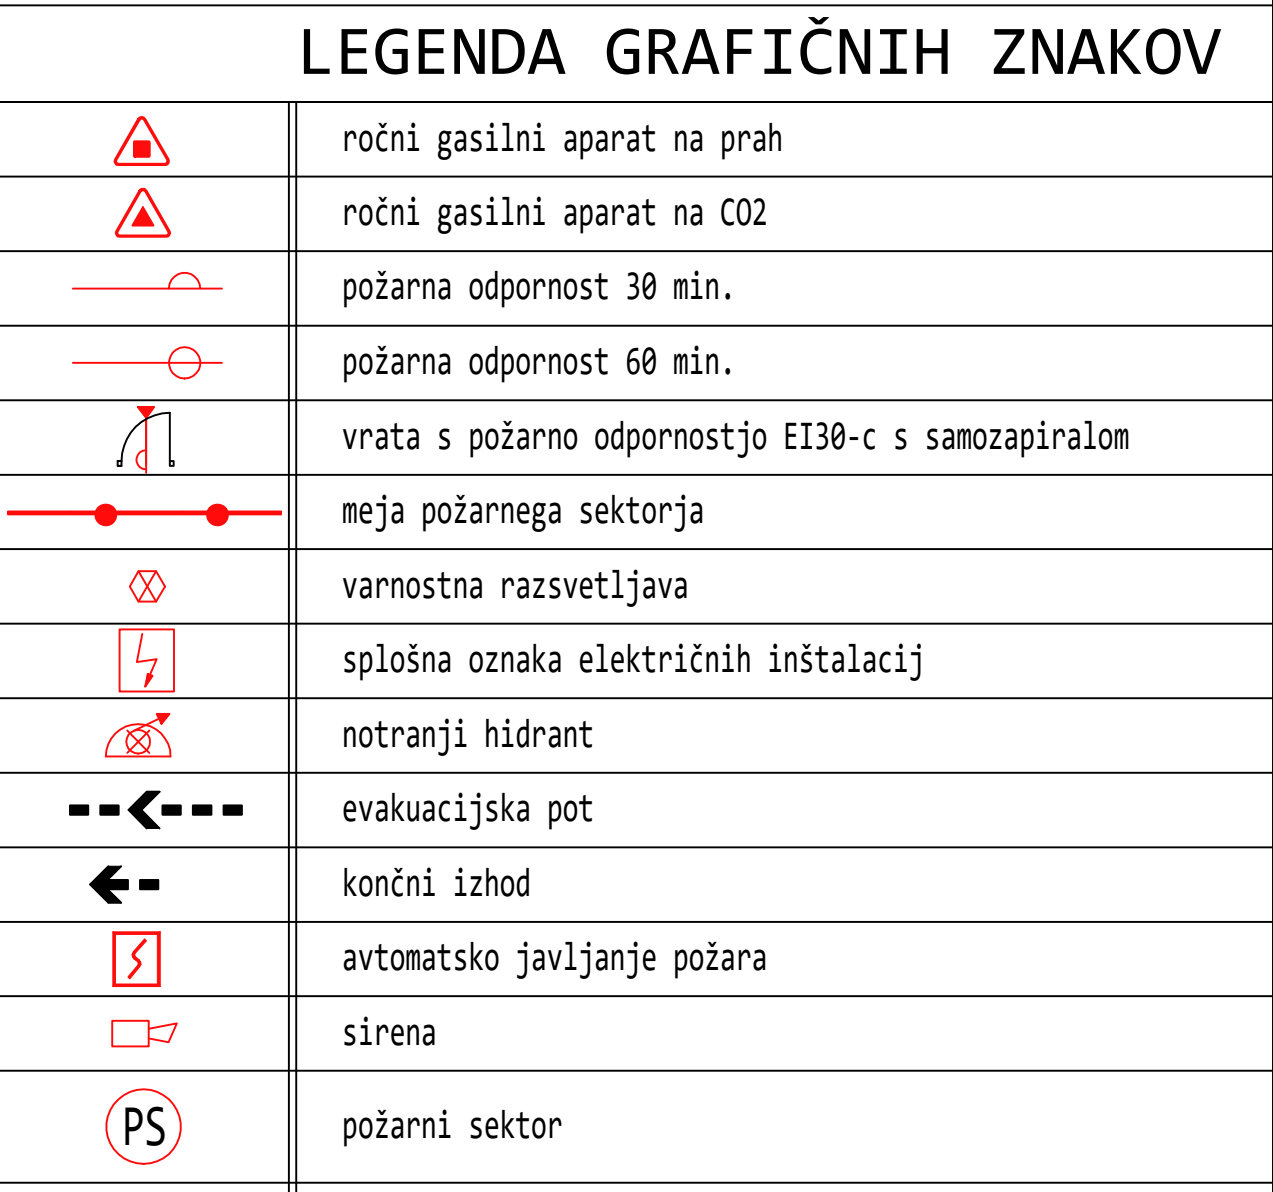 LEGENDA GRAFIČNIH ZNAKOV
ročni gasilni aparat na prah
ročni gasilni aparat na CO2
požarna odpornost 30 min.
požarna odpornost 60 min.
vrata s požarno odpornostjo EI30-c s samozapiralom
meja požarnega sektorja
varnostna razsvetljava
splošna oznaka električnih inštalacij
notranji hidrant
evakuacijska pot
končni izhod
avtomatsko javljanje požara
sirena
PS požarni sektor